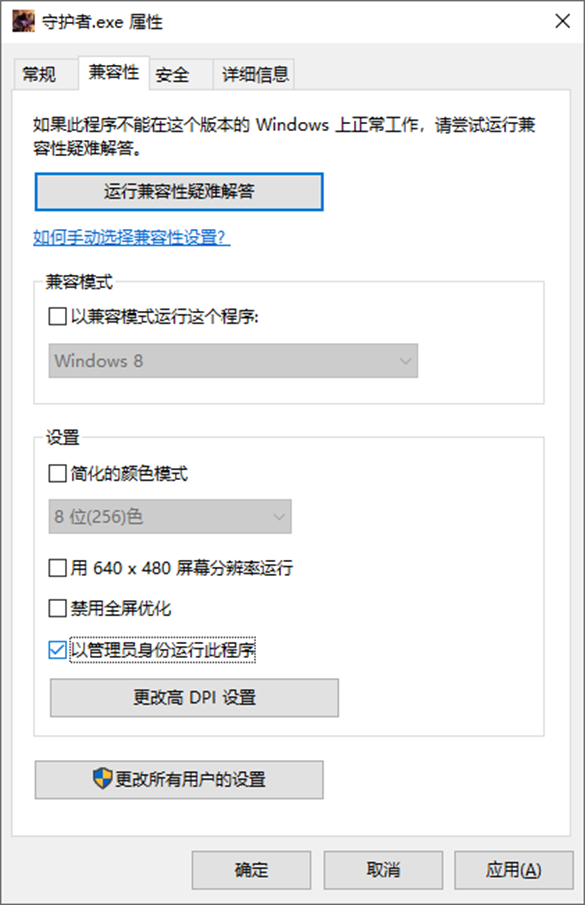 守护者.exe 属性
常规 兼容性 安全 详细信息
如果此程序不能在这个版本的 Windows 上正常工作，请尝试运行兼
容性疑难解答。
运行兼容性疑难解答
如何手动选择兼容性设置?
兼容模式
以兼容模式运行这个程序:
Windows 8
设置
简化的颜色模式
8 位(256)色
用 640 x 480 屏幕分辨率运行
禁用全屏优化
以管理员身份运行此程序
更改高 DPI 设置
更改所有用户的设置
确定 取消 应用(A)